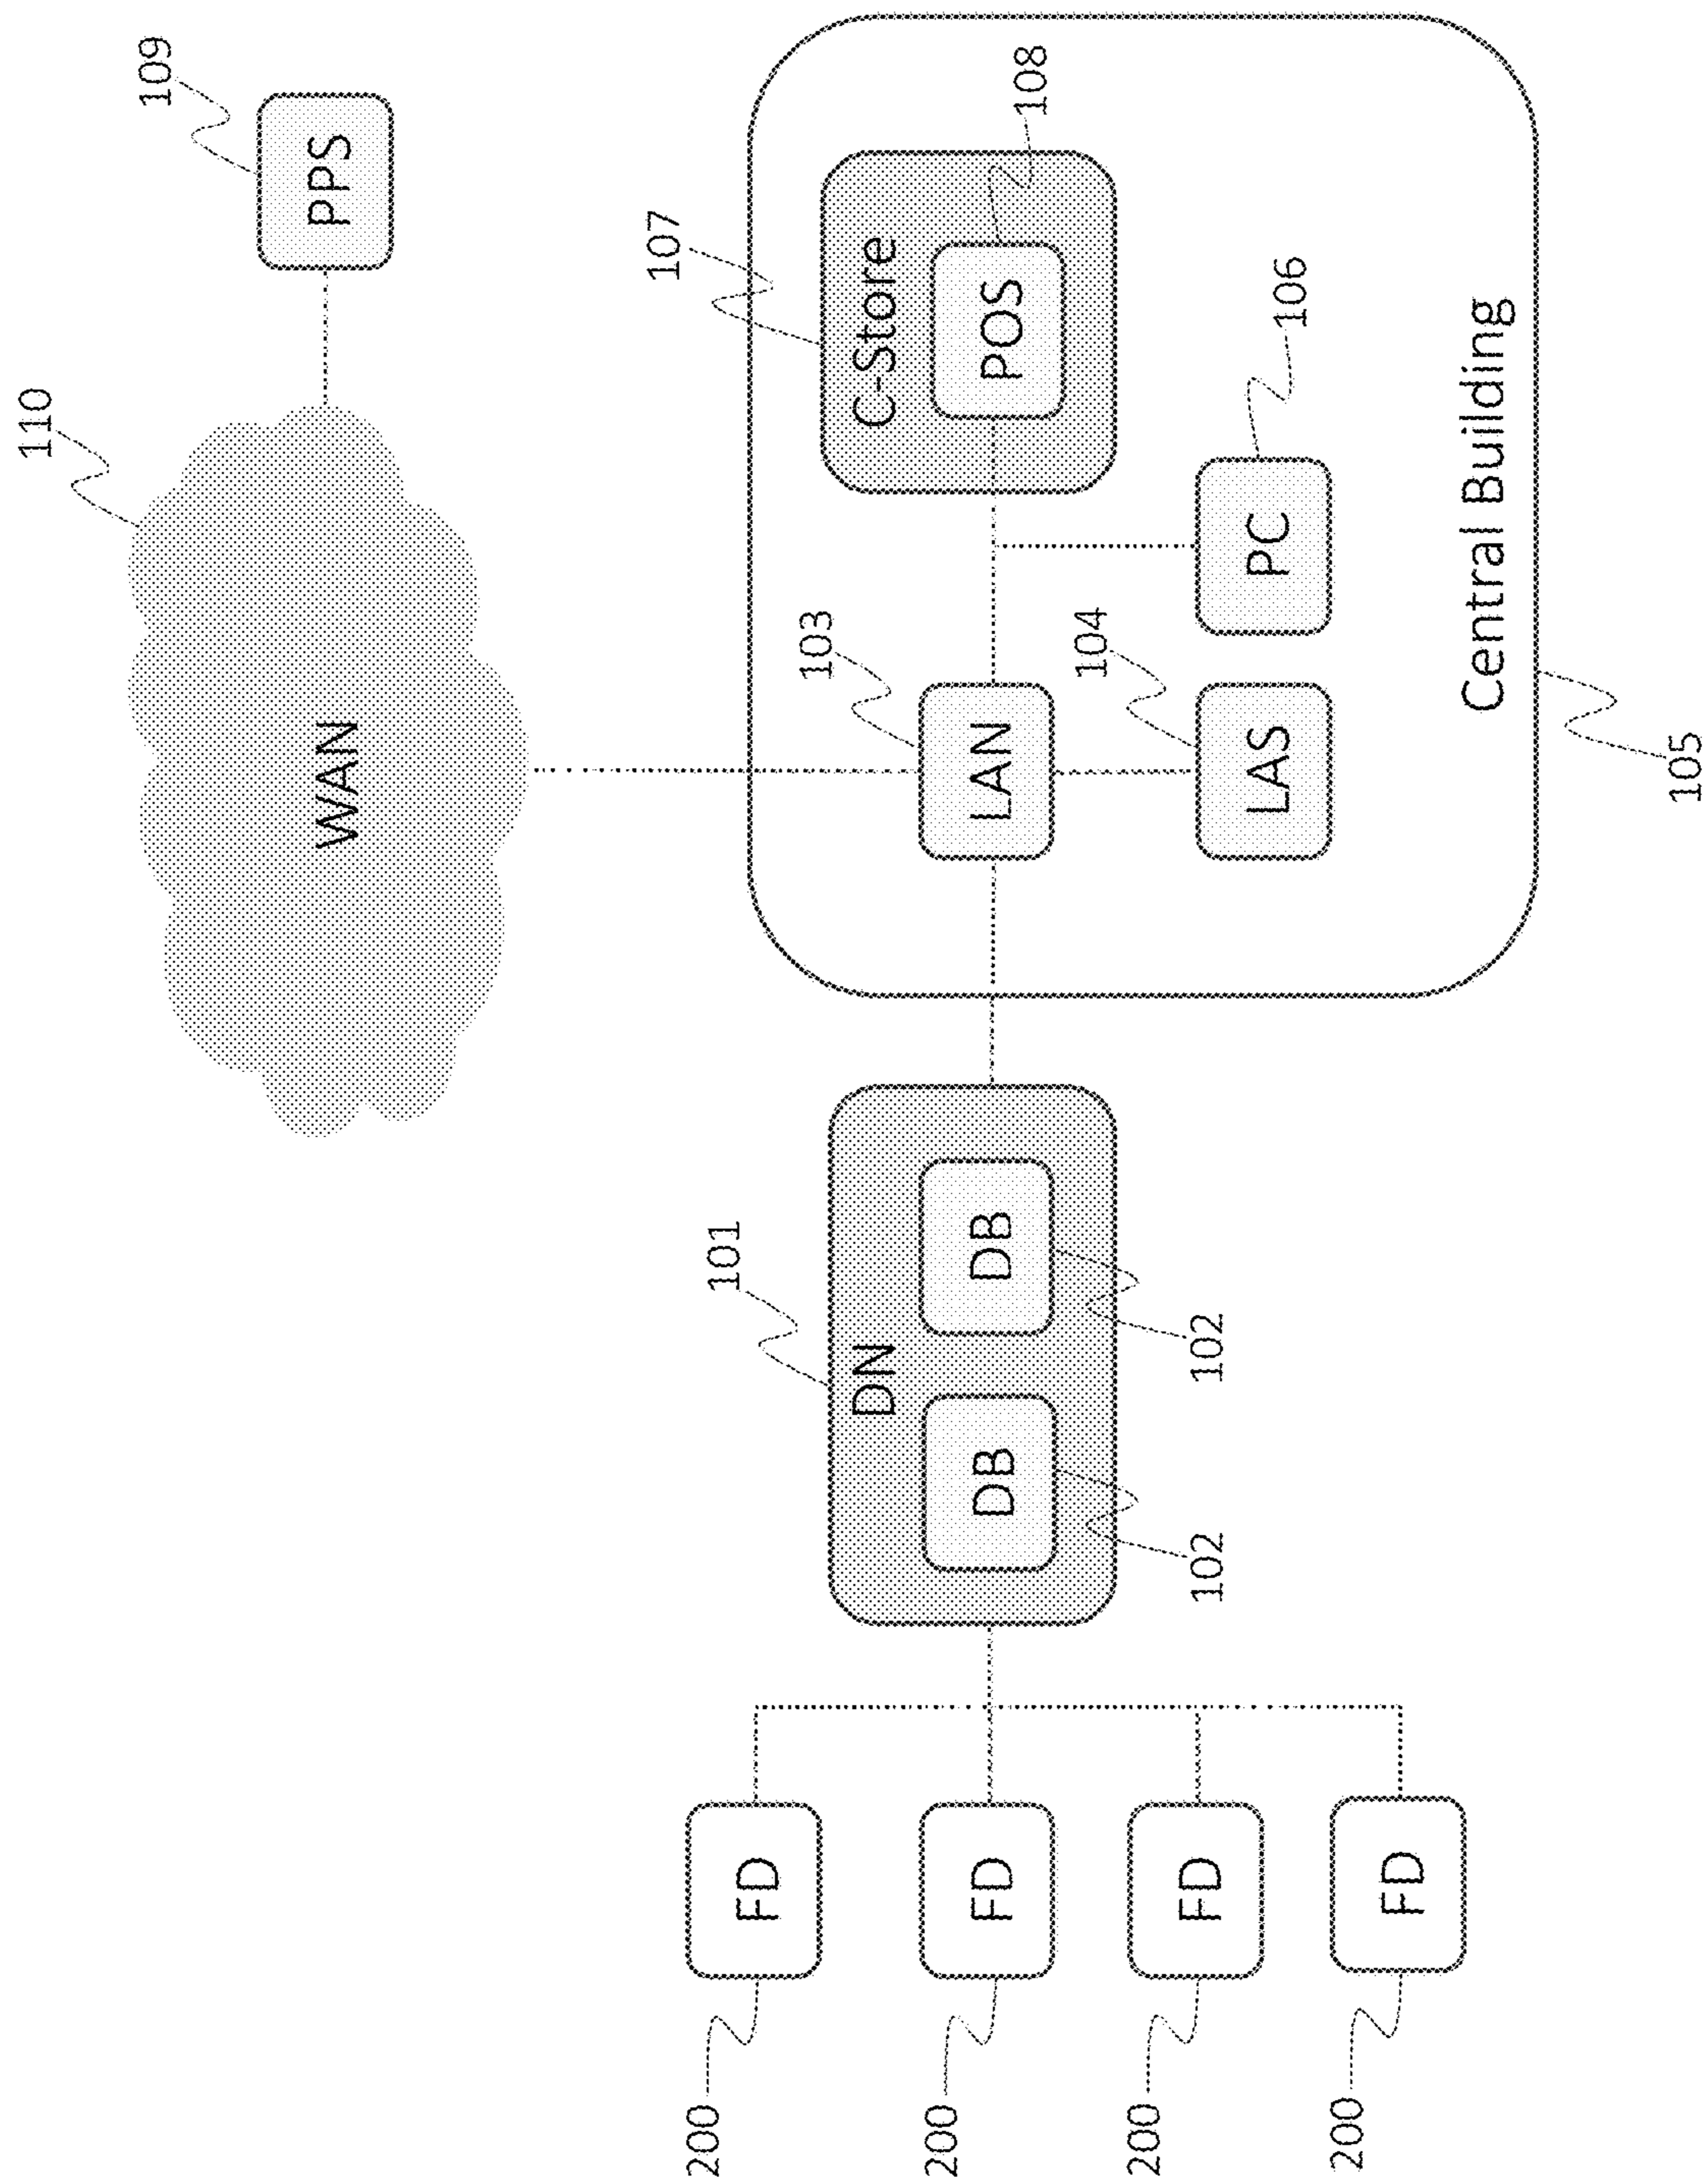 110
109
WAN
PPS
107
C-Store
108
POS
103
LAN
104
LAS
106
PC
Central Building
105
101
DN
DB
DB
102
102
FD
FD
FD
FD
200
200
200
200